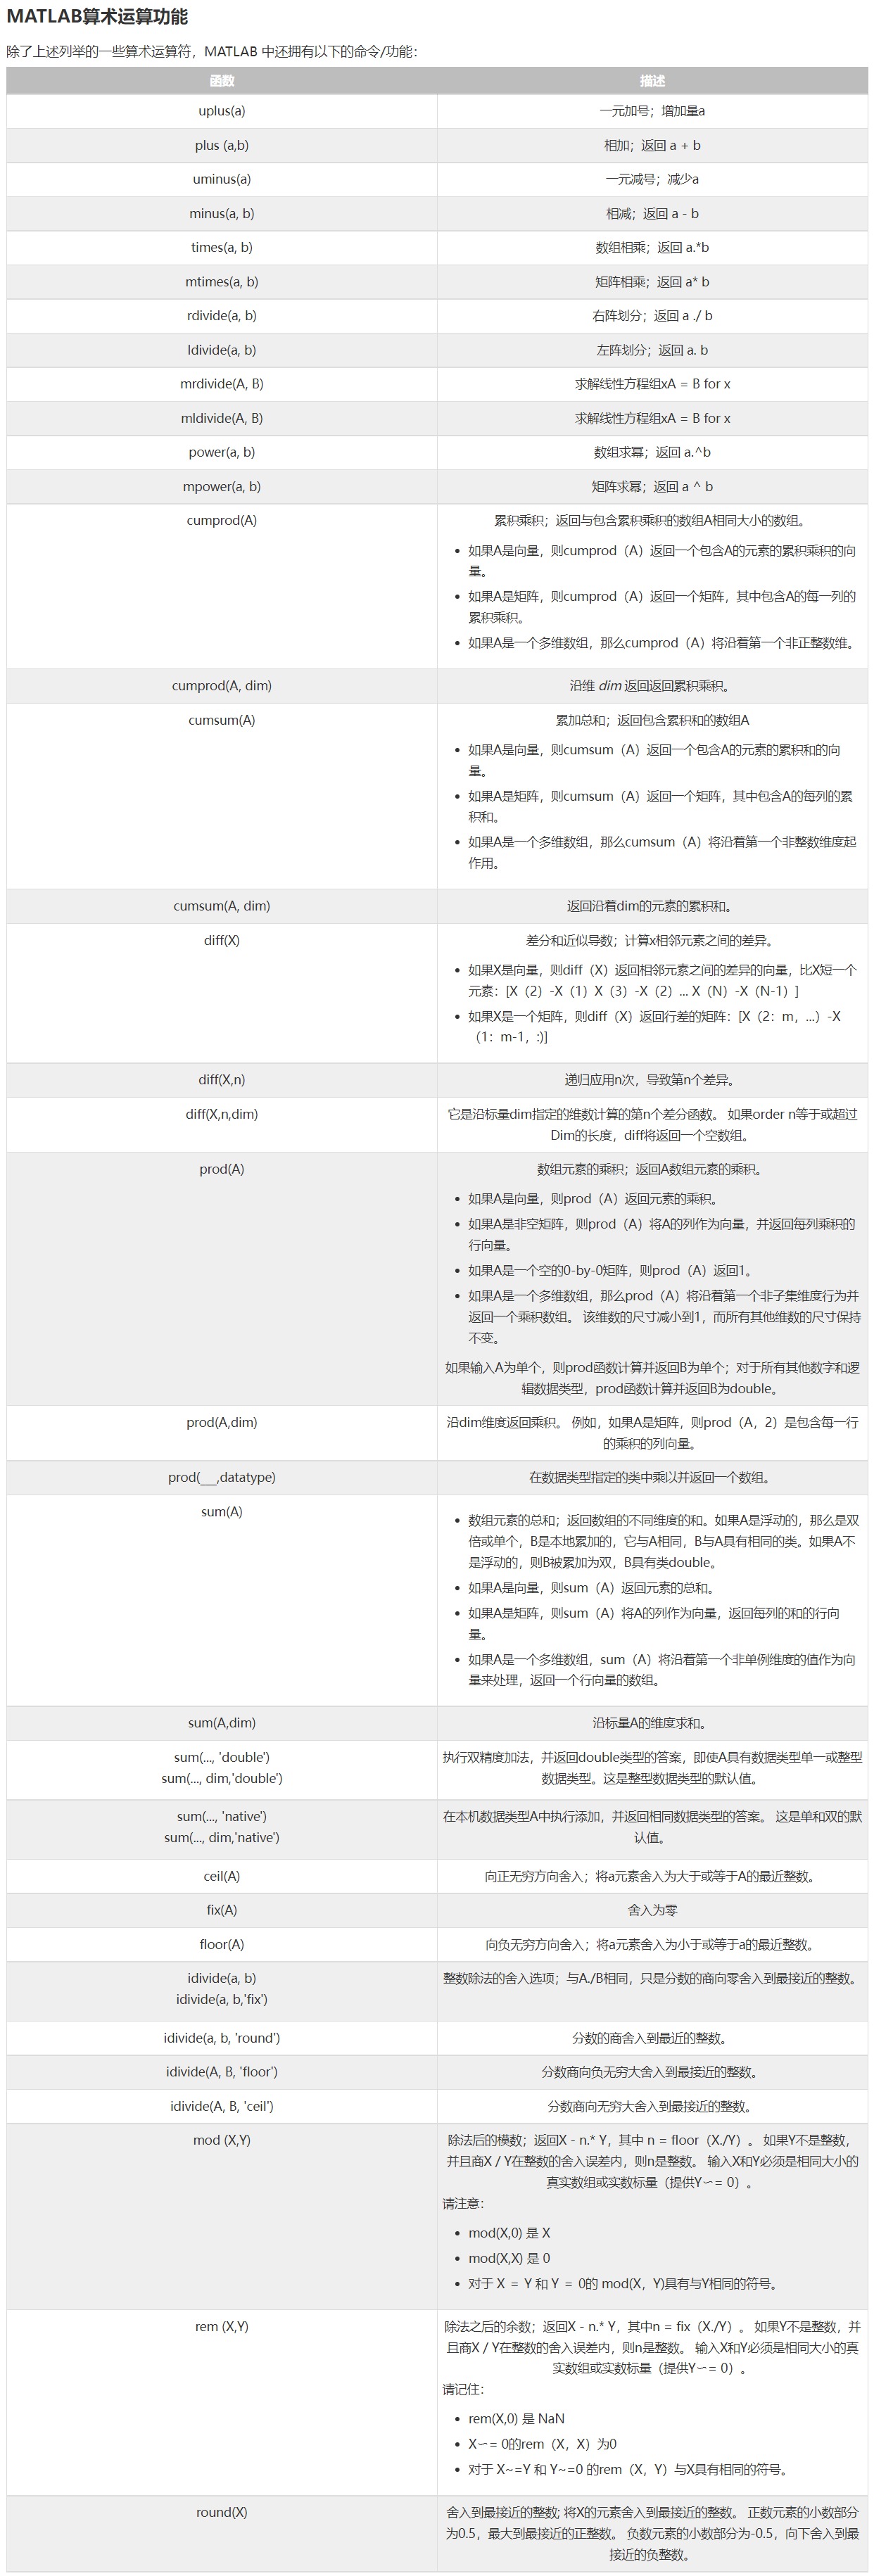 MATLAB算术运算功能
除了上述列举的一些算术运算符，MATLAB 中还拥有以下的命令/功能：
函数 描述
uplus(a) 一元加号；增加量a
plus (a,b) 相加；返回 a + b
uminus(a) 一元减号；减少a
minus(a, b) 相减；返回 a - b
times(a, b) 数组相乘；返回 a.*b
mtimes(a, b) 矩阵相乘；返回 a* b
rdivide(a, b) 右阵划分；返回 a ./ b
ldivide(a, b) 左阵划分；返回 a. b
mrdivide(A, B) 求解线性方程组xA = B for x
mldivide(A, B) 求解线性方程组xA = B for x
power(a, b) 数组求幂；返回 a.^b
mpower(a, b) 矩阵求幂；返回 a ^ b
cumprod(A) 累积乘积；返回与包含累积乘积的数组A相同大小的数组。
• 如果A是向量，则cumprod（A）返回一个包含A的元素的累积乘积的向
量。
• 如果A是矩阵，则cumprod（A）返回一个矩阵，其中包含A的每一列的
累积乘积。
• 如果A是一个多维数组，那么cumprod（A）将沿着第一个非正整数维。
cumprod(A, dim) 沿维 dim 返回返回累积乘积。
cumsum(A) 累加总和；返回包含累积和的数组A
• 如果A是向量，则cumsum（A）返回一个包含A的元素的累积和的向
量。
• 如果A是矩阵，则cumsum（A）返回一个矩阵，其中包含A的每列的累
积和。
• 如果A是一个多维数组，那么cumsum（A）将沿着第一个非整数维度起
作用。
cumsum(A, dim) 返回沿着dim的元素的累积和。
diff(X) 差分和近似导数；计算x相邻元素之间的差异。
• 如果X是向量，则diff（X）返回相邻元素之间的差异的向量，比X短一个
元素：[X（2）-X（1）X（3）-X（2）... X（N）-X（N-1）]
• 如果X是一个矩阵，则diff（X）返回行差的矩阵：[X（2：m，...）-X
（1：m-1，:)]
diff(X,n) 递归应用n次，导致第n个差异。
diff(X,n,dim) 它是沿标量dim指定的维数计算的第n个差分函数。 如果order n等于或超过
Dim的长度，diff将返回一个空数组。
prod(A) 数组元素的乘积；返回A数组元素的乘积。
• 如果A是向量，则prod（A）返回元素的乘积。
• 如果A是非空矩阵，则prod（A）将A的列作为向量，并返回每列乘积的
行向量。
• 如果A是一个空的0-by-0矩阵，则prod（A）返回1。
• 如果A是一个多维数组，那么prod（A）将沿着第一个非子集维度行为并
返回一个乘积数组。 该维数的尺寸减小到1，而所有其他维数的尺寸保持
不变。
如果输入A为单个，则prod函数计算并返回B为单个；对于所有其他数字和逻
辑数据类型，prod函数计算并返回B为double。
prod(A,dim) 沿dim维度返回乘积。 例如，如果A是矩阵，则prod（A，2）是包含每一行
的乘积的列向量。
prod(___,datatype) 在数据类型指定的类中乘以并返回一个数组。
sum(A)
• 数组元素的总和；返回数组的不同维度的和。如果A是浮动的，那么是双
倍或单个，B是本地累加的，它与A相同，B与A具有相同的类。如果A不
是浮动的，则B被累加为双，B具有类double。
• 如果A是向量，则sum（A）返回元素的总和。
• 如果A是矩阵，则sum（A）将A的列作为向量，返回每列的和的行向
量。
• 如果A是一个多维数组，sum（A）将沿着第一个非单例维度的值作为向
量来处理，返回一个行向量的数组。
sum(A,dim) 沿标量A的维度求和。
sum(..., 'double') 执行双精度加法，并返回double类型的答案，即使A具有数据类型单一或整型
sum(..., dim,'double') 数据类型。这是整型数据类型的默认值。
sum(..., 'native') 在本机数据类型A中执行添加，并返回相同数据类型的答案。 这是单和双的默
sum(..., dim,'native') 认值。
ceil(A) 向正无穷方向舍入；将a元素舍入为大于或等于A的最近整数。
fix(A) 舍入为零
floor(A) 向负无穷方向舍入；将a元素舍入为小于或等于a的最近整数。
idivide(a, b) 整数除法的舍入选项；与A./B相同，只是分数的商向零舍入到最接近的整数。
idivide(a, b,'fix')
idivide(a, b, 'round') 分数的商舍入到最近的整数。
idivide(A, B, 'floor') 分数商向负无穷大舍入到最接近的整数。
idivide(A, B, 'ceil') 分数商向无穷大舍入到最接近的整数。
mod (X,Y) 除法后的模数；返回X - n.* Y，其中 n = floor（X./Y）。 如果Y不是整数，
并且商X / Y在整数的舍入误差内，则n是整数。 输入X和Y必须是相同大小的
真实数组或实数标量（提供Y〜= 0）。
请注意：
• mod(X,0) 是 X
• mod(X,X) 是 0
• 对于 X ＝ Y 和 Y ＝ 0的 mod(X，Y)具有与Y相同的符号。
rem (X,Y) 除法之后的余数；返回X - n.* Y，其中n = fix（X./Y）。 如果Y不是整数，并
且商X / Y在整数的舍入误差内，则n是整数。 输入X和Y必须是相同大小的真
实数组或实数标量（提供Y〜= 0）。
请记住：
• rem(X,0) 是 NaN
• X〜= 0的rem（X，X）为0
• 对于 X~=Y 和 Y~=0 的rem（X，Y）与X具有相同的符号。
round(X) 舍入到最接近的整数; 将X的元素舍入到最接近的整数。 正数元素的小数部分
为0.5，最大到最接近的正整数。 负数元素的小数部分为-0.5，向下舍入到最
接近的负整数。